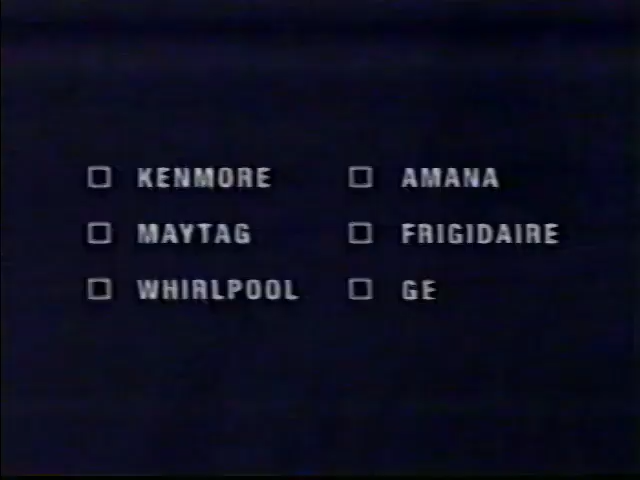 KENMORE
MAYTAG
WHIRLPOOL
AMANA
FRIGIDAIRE
GE